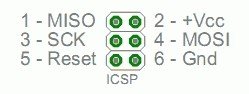 1 - MISO 2 - +Vcc
3 - SCK 4 - MOSI
5 - Reset 6 - Gnd
ICSP